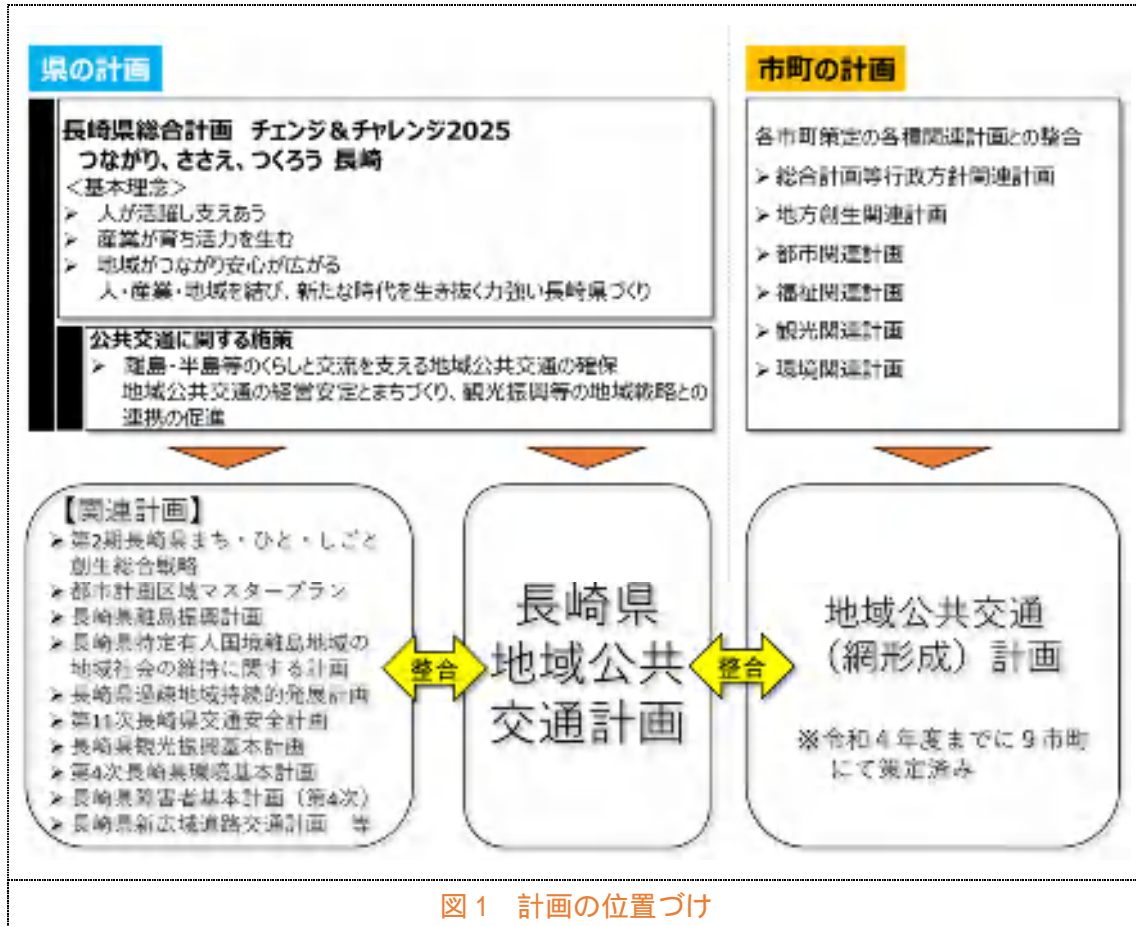 県の計画
長崎県総合計画 チェンジ&チャレンジ2025
つながり、ささえ、つくろう 長崎
<基本理念>
➢ 人が活躍し支えあう
➢ 産業が育ち活力を生む
➢ 地域がつながり安心が広がる
人・産業・地域を結び、新たな時代を生き抜く力強い長崎県づくり
公共交通に関する施策
➢ 離島・半島等のくらしと交流を支える地域公共交通の確保
地域公共交通の経営安定とまちづくり、観光振興等の地域戦略との
連携の促進
市町の計画
各市町策定の各種関連計画との整合
➢ 総合計画等行政方針関連計画
➢ 地方創生関連計画
➢ 都市関連計画
➢ 福祉関連計画
➢ 観光関連計画
➢ 環境関連計画
【関連計画】
➢ 第2期長崎県まち・ひと・しごと
創生総合戦略
➢ 都市計画区域マスタープラン
➢ 長崎県離島振興計画
➢ 長崎県特定有人国境離島地域の
地域社会の維持に関する計画
➢ 長崎県過疎地域持続的発展計画
➢ 第11次長崎県交通安全計画
➢ 長崎県観光振興基本計画
➢ 第4次長崎県環境基本計画
➢ 長崎県障害者基本計画(第4次)
➢ 長崎県新広域道路交通計画 等
整合
長崎県
地域公共
交通計画
整合
地域公共交通
(網形成)計画
※令和4年度までに9市町
にて策定済み
図1 計画の位置づけ